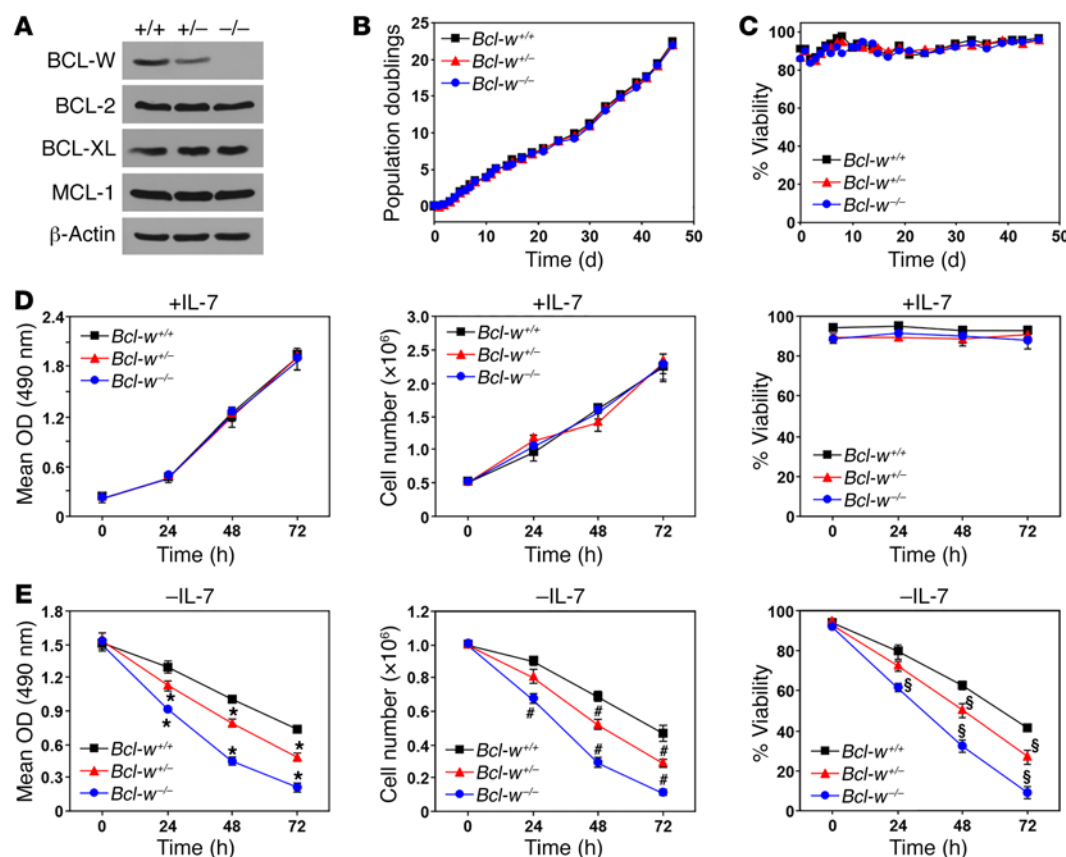 A
+/+ +/– –/–
BCL-W
BCL-2
BCL-XL
MCL-1
β-Actin
B
Population doublings
25
20
15
10
5
0
Bcl-w+/+
Bcl-w+/–
Bcl-w–/–
0 10 20 30 40 50
Time (d)
C
% Viability
100
80
60
40
20
0
Bcl-w+/+
Bcl-w+/–
Bcl-w–/–
0 10 20 30 40 50
Time (d)
D
+IL-7
Mean OD (490 nm)
2.4
1.8
1.2
0.6
0
Bcl-w+/+
Bcl-w+/–
Bcl-w–/–
0 24 48 72
Time (h)
+IL-7
Cell number (×10⁶)
3.0
2.5
2.0
1.5
1.0
0.5
0
Bcl-w+/+
Bcl-w+/–
Bcl-w–/–
0 24 48 72
Time (h)
+IL-7
% Viability
100
80
60
40
20
0
Bcl-w+/+
Bcl-w+/–
Bcl-w–/–
0 24 48 72
Time (h)
E
–IL-7
Mean OD (490 nm)
1.8
1.5
1.2
0.9
0.6
0.3
0
* * *
* * *
Bcl-w+/+
Bcl-w+/–
Bcl-w–/–
0 24 48 72
Time (h)
–IL-7
Cell number (×10⁶)
1.2
1.0
0.8
0.6
0.4
0.2
0
# #
# # #
Bcl-w+/+
Bcl-w+/–
Bcl-w–/–
0 24 48 72
Time (h)
–IL-7
% Viability
100
80
60
40
20
0
§ § §
§ §
Bcl-w+/+
Bcl-w+/–
Bcl-w–/–
0 24 48 72
Time (h)